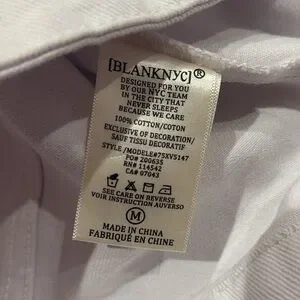 [BLANKNYC]®
DESIGNED FOR YOU
BY OUR NYC TEAM
IN THE CITY THAT
NEVER SLEEPS
BECAUSE WE CARE
100% COTTON/COTON
EXCLUSIVE OF DECORATION/
SAUF TISSU DECORATIF
STYLE /MODELE#75XV5147
PO# 200635
RN# 114542
CA# 07043
SEE CARE ON REVERSE
VOIR INSTRUCTION AUVERSO
M
MADE IN CHINA
FABRIQUÉ EN CHINE